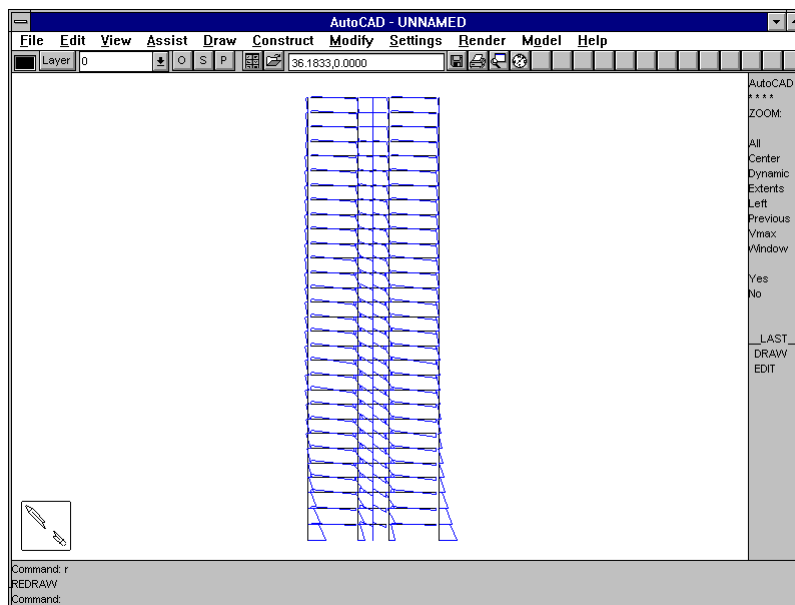 AutoCAD - UNNAMED
File Edit View Assist Draw Construct Modify Settings Render Model Help
Layer 0 O S P 36.1833,0.0000
AutoCAD
* * * *
ZOOM:
All
Center
Dynamic
Extents
Left
Previous
Vmax
Window
Yes
No
__LAST_
DRAW
EDIT
Command: r
REDRAW
Command: